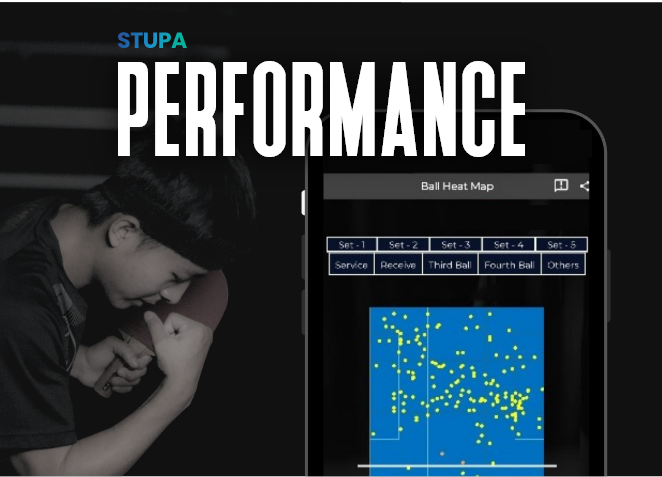 STUPA
PERFORMANCE
Ball Heat Map
Set - 1 Set - 2 Set - 3 Set - 4 Set - 5
Service Receive Third Ball Fourth Ball Others